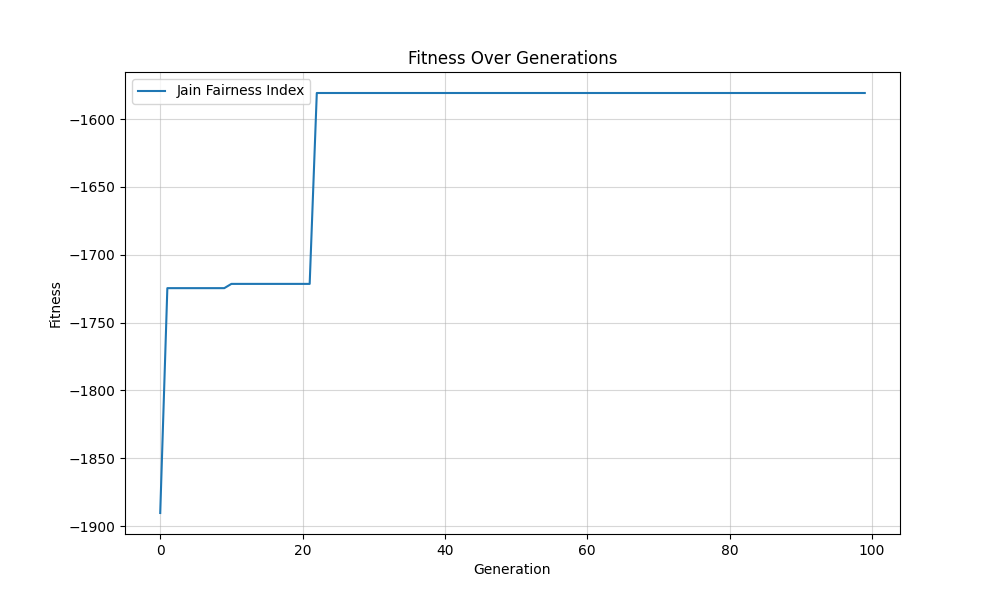 Fitness Over Generations
Jain Fairness Index
−1600
−1650
−1700
−1750
−1800
−1850
−1900
Fitness
0 20 40 60 80 100
Generation